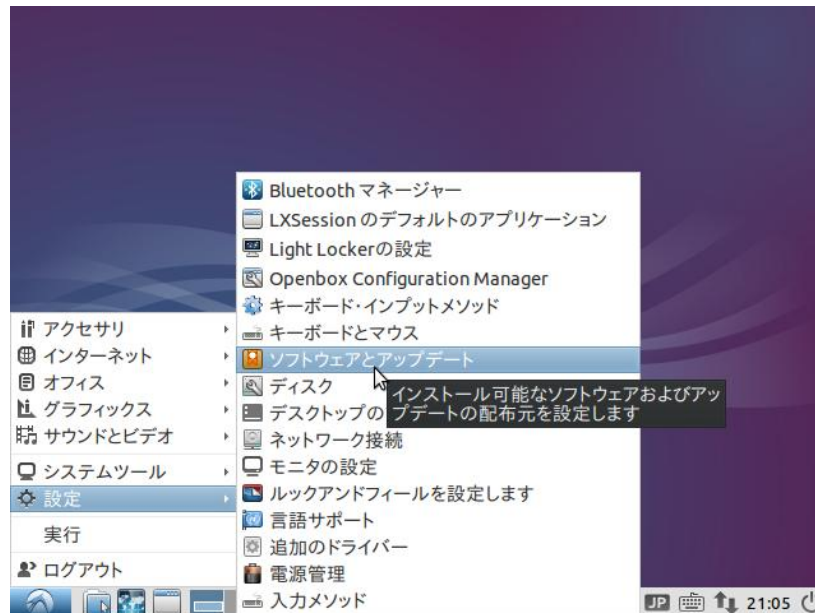 Bluetooth マネージャー
LXSession のデフォルトのアプリケーション
Light Lockerの設定
Openbox Configuration Manager
キーボード・インプットメソッド
キーボードとマウス
ソフトウェアとアップデート
ディスク
デスクトップの
ネットワーク接続
モニタの設定
ルックアンドフィールを設定します
言語サポート
追加のドライバー
電源管理
入力メソッド
インストール可能なソフトウェアおよびアッ
プデートの配布元を設定します
アクセサリ
インターネット
オフィス
グラフィックス
サウンドとビデオ
システムツール
設定
実行
ログアウト
JP
21:05